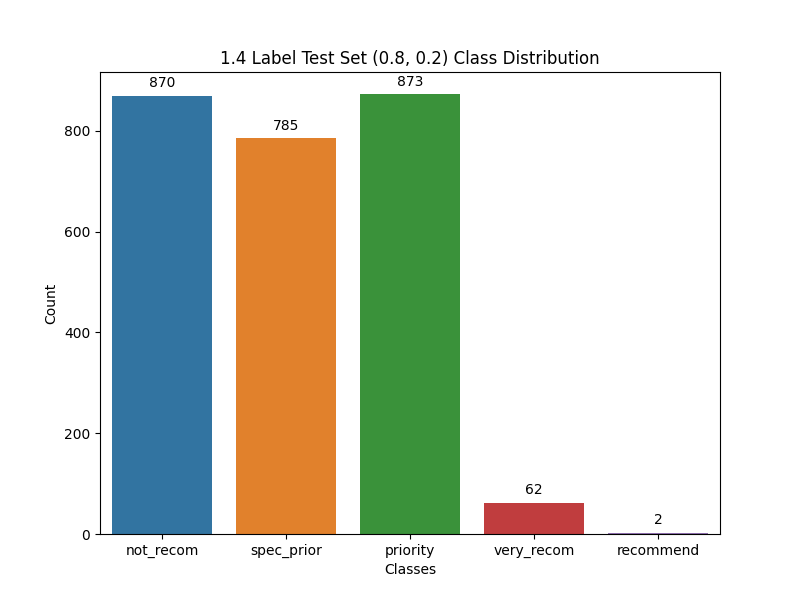 1.4 Label Test Set (0.8, 0.2) Class Distribution
870
785
873
62
2
800
600
400
200
0
Count
not_recom
spec_prior
priority
very_recom
recommend
Classes